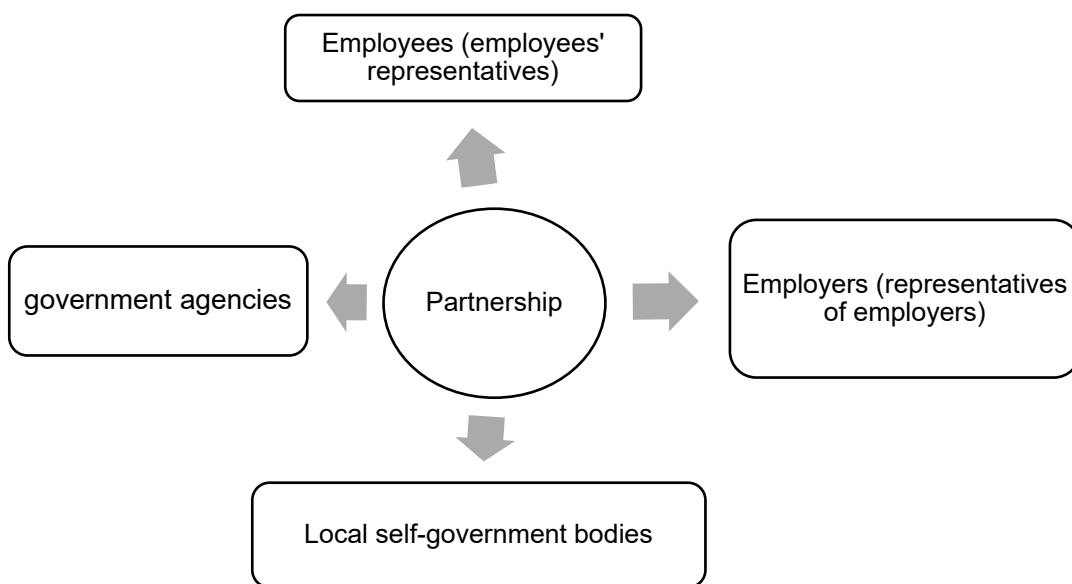 Employees (employees'
representatives)
government agencies
Partnership
Employers (representatives
of employers)
Local self-government bodies